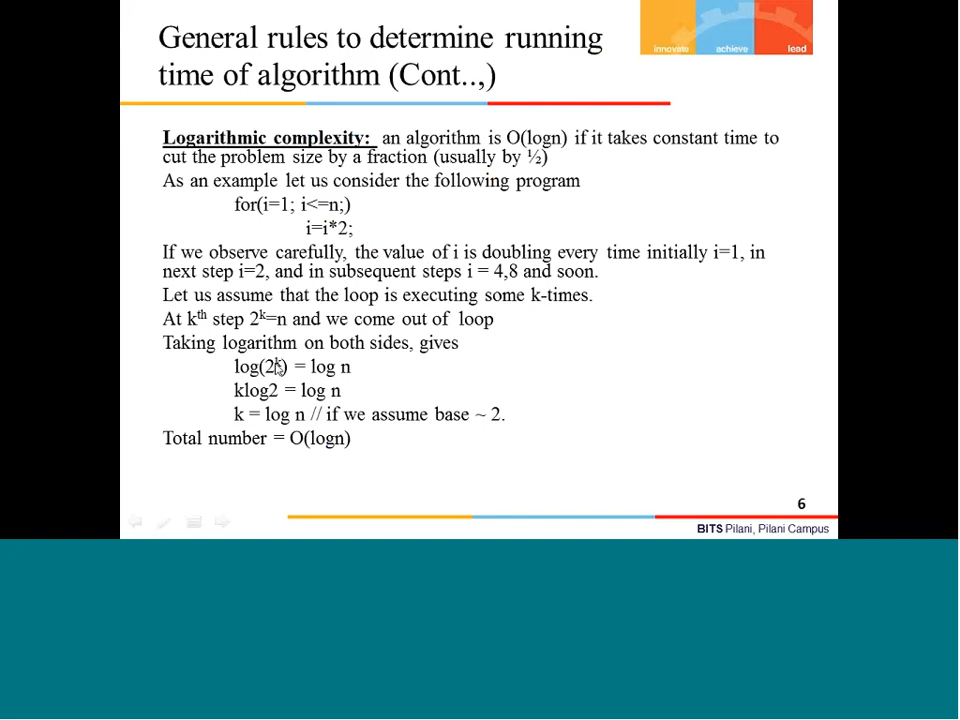 General rules to determine running
time of algorithm (Cont..,)
innovate achieve lead
Logarithmic complexity: an algorithm is O(logn) if it takes constant time to
cut the problem size by a fraction (usually by ½)
As an example let us consider the following program
for(i=1; i<=n;)
i=i*2;
If we observe carefully, the value of i is doubling every time initially i=1, in
next step i=2, and in subsequent steps i = 4,8 and soon.
Let us assume that the loop is executing some k-times.
At kᵗʰ step 2ᵏ=n and we come out of loop
Taking logarithm on both sides, gives
log(2ᵏ) = log n
klog2 = log n
k = log n // if we assume base ~ 2.
Total number = O(logn)
6
BITS Pilani, Pilani Campus